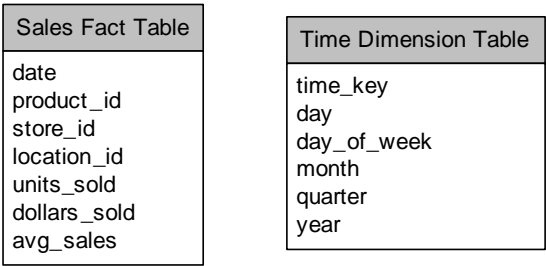 Sales Fact Table
date
product_id
store_id
location_id
units_sold
dollars_sold
avg_sales
Time Dimension Table
time_key
day
day_of_week
month
quarter
year